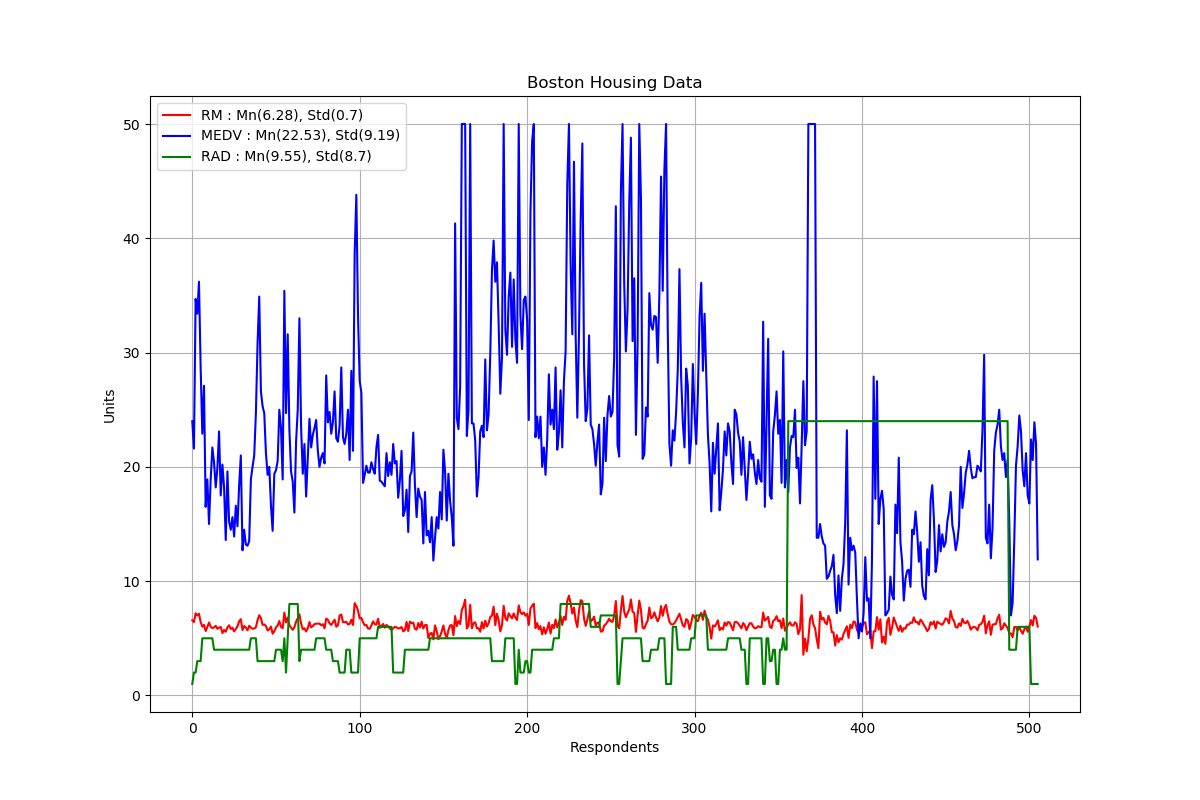 Boston Housing Data
RM : Mn(6.28), Std(0.7)
MEDV : Mn(22.53), Std(9.19)
RAD : Mn(9.55), Std(8.7)
50
40
30
20
10
0
Units
0 100 200 300 400 500
Respondents